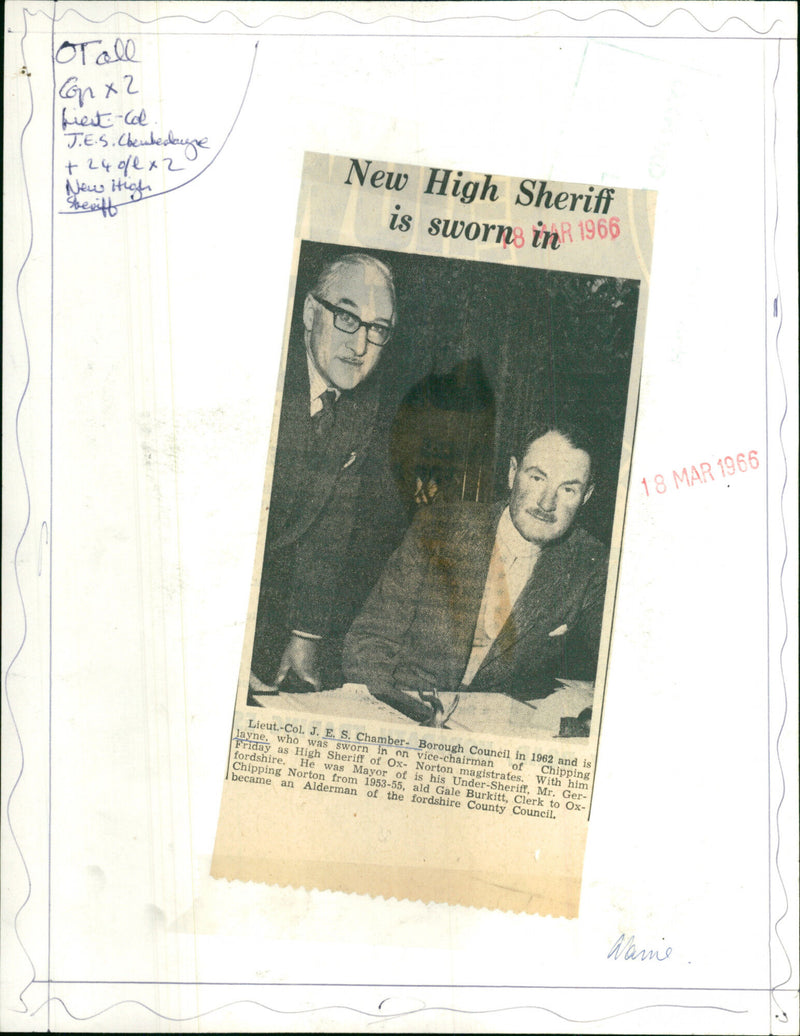 OT all
Cpr x 2
Lieut-Col.
J.E.S. Chamberlayne
+ 24 o/l x 2
New High
Sheriff
New High Sheriff
is sworn in
18 MAR 1966
18 MAR 1966
Lieut.-Col. J. E. S. Chamber-
layne, who was sworn in on
Friday as High Sheriff of Ox-
fordshire. He was Mayor of
Chipping Norton from 1953-55,
became an Alderman of the
Borough Council in 1962 and is
vice-chairman of Chipping
Norton magistrates. With him
is his Under-Sheriff, Mr. Ger-
ald Gale Burkitt, Clerk to Ox-
fordshire County Council.